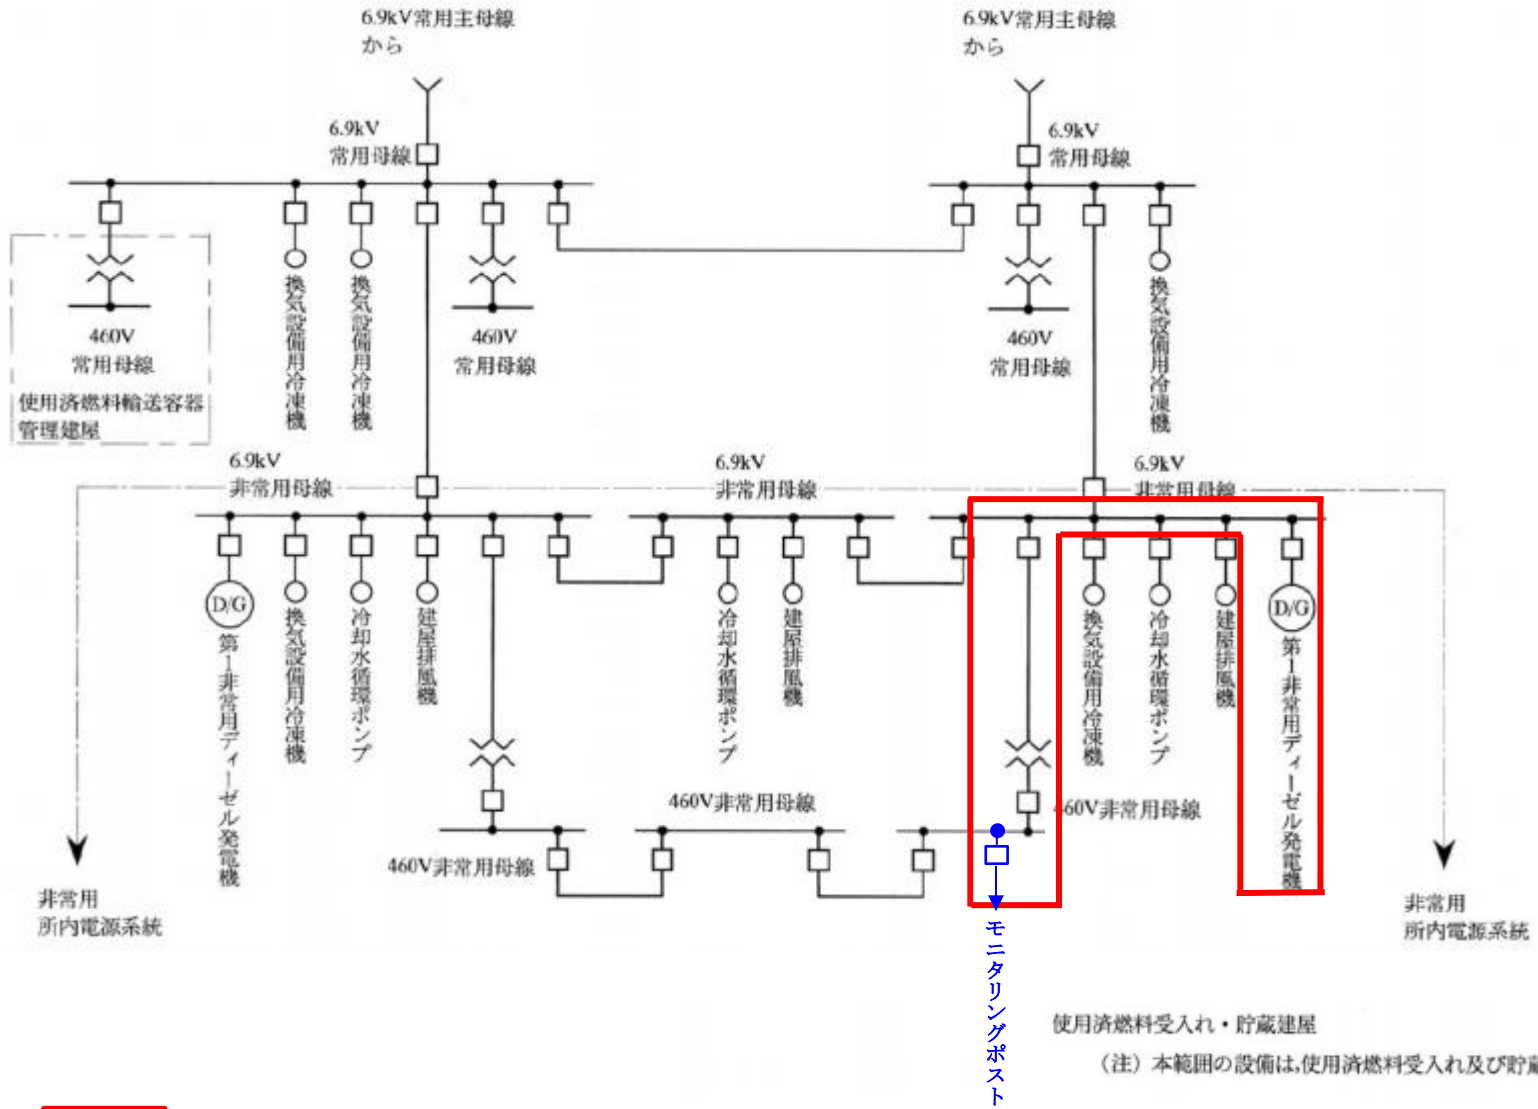 6.9kV常用主母線
から
6.9kV常用主母線
から
6.9kV
常用母線
6.9kV
常用母線
460V
常用母線
使用済燃料輸送容器
管理建屋
換気設備用冷凍機
換気設備用冷凍機
460V
常用母線
460V
常用母線
換気設備用冷凍機
6.9kV
非常用母線
6.9kV
非常用母線
6.9kV
非常用母線
D/G
第1非常用ディーゼル発電機
換気設備用冷凍機
冷却水循環ポンプ
建屋排風機
冷却水循環ポンプ
建屋排風機
換気設備用冷凍機
冷却水循環ポンプ
建屋排風機
D/G
第1非常用ディーゼル発電機
460V非常用母線
460V非常用母線
460V非常用母線
非常用
所内電源系統
モニタリングポスト
非常用
所内電源系統
使用済燃料受入れ・貯蔵建屋
（注）本範囲の設備は,使用済燃料受入れ及び貯蔵